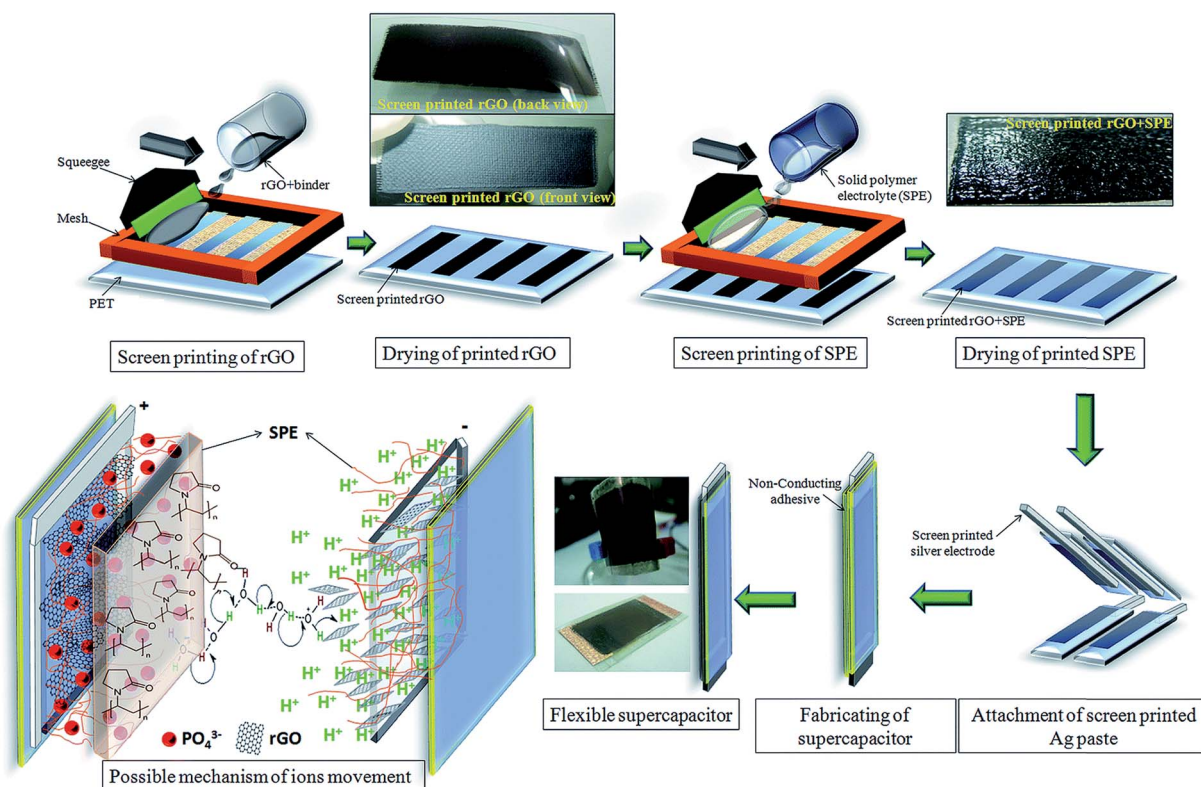 Screen printed rGO (back view)
Screen printed rGO (front view)
Squeegee
rGO+binder
Mesh
PET
Screen printed rGO
Solid polymer
electrolyte (SPE)
Screen printed rGO+SPE
Screen printed rGO+SPE
Screen printing of rGO
Drying of printed rGO
Screen printing of SPE
Drying of printed SPE
+
SPE
-
H⁺ H⁺
H⁺ H⁺
H⁺ H⁺
H⁺ H⁺
H⁺
H⁺ H⁺
H⁺ H⁺
H⁺ H⁺
H⁺
N O
n
PO₄³⁻
rGO
Possible mechanism of ions movement
Non-Conducting
adhesive
Screen printed
silver electrode
Flexible supercapacitor
Fabricating of
supercapacitor
Attachment of screen printed
Ag paste